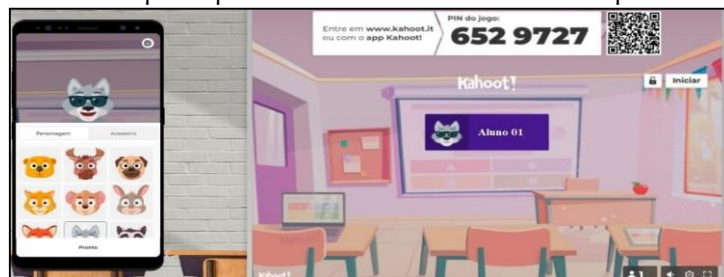 Personagem
Acessório
Pronto
Entre em www.kahoot.it
ou com o app Kahoot!
PIN do jogo:
652 9727
Kahoot!
Iniciar
Aluno 01
Kahoot!
1